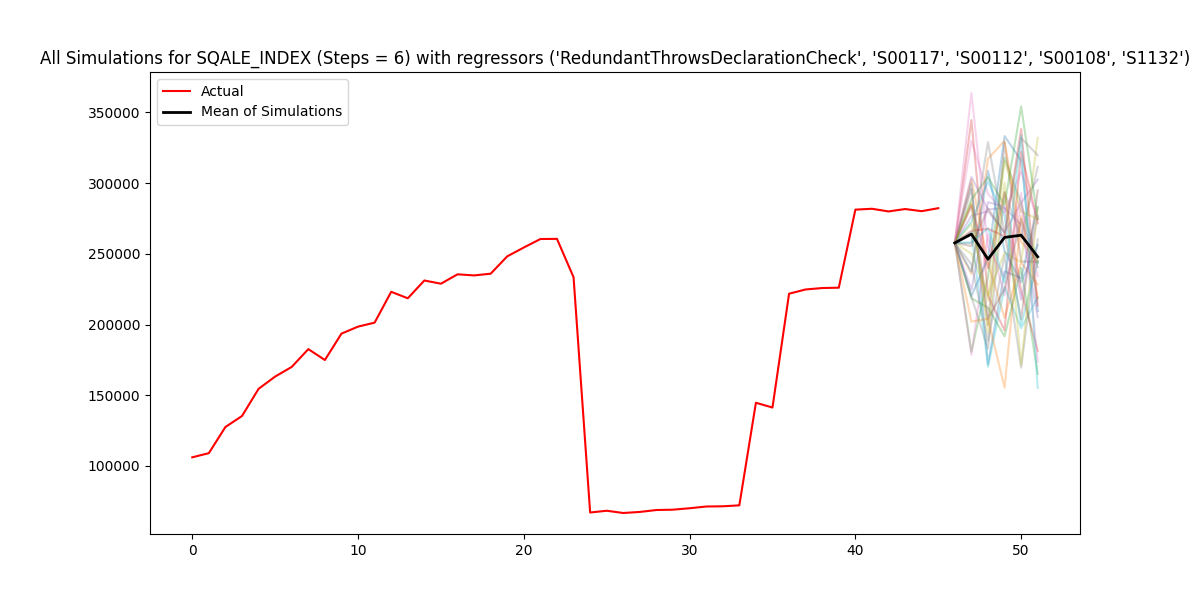 All Simulations for SQALE_INDEX (Steps = 6) with regressors ('RedundantThrowsDeclarationCheck', 'S00117', 'S00112', 'S00108', 'S1132')
Actual
Mean of Simulations
350000
300000
250000
200000
150000
100000
0 10 20 30 40 50